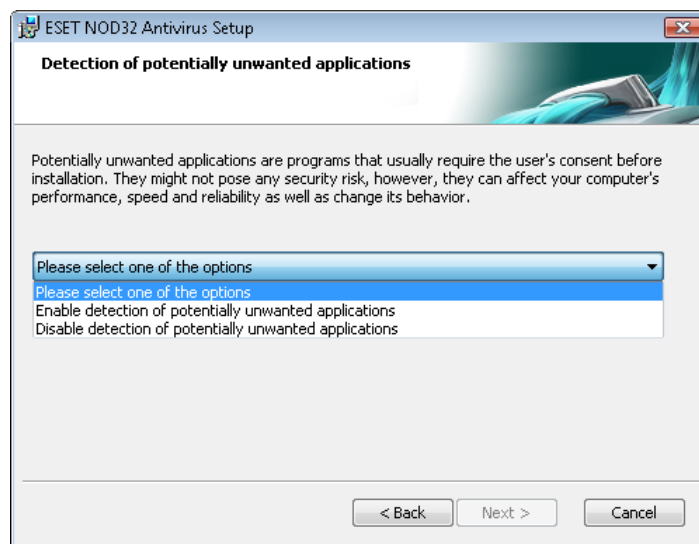 ESET NOD32 Antivirus Setup
Detection of potentially unwanted applications
Potentially unwanted applications are programs that usually require the user's consent before
installation. They might not pose any security risk, however, they can affect your computer's
performance, speed and reliability as well as change its behavior.
Please select one of the options
Please select one of the options
Enable detection of potentially unwanted applications
Disable detection of potentially unwanted applications
< Back Next > Cancel